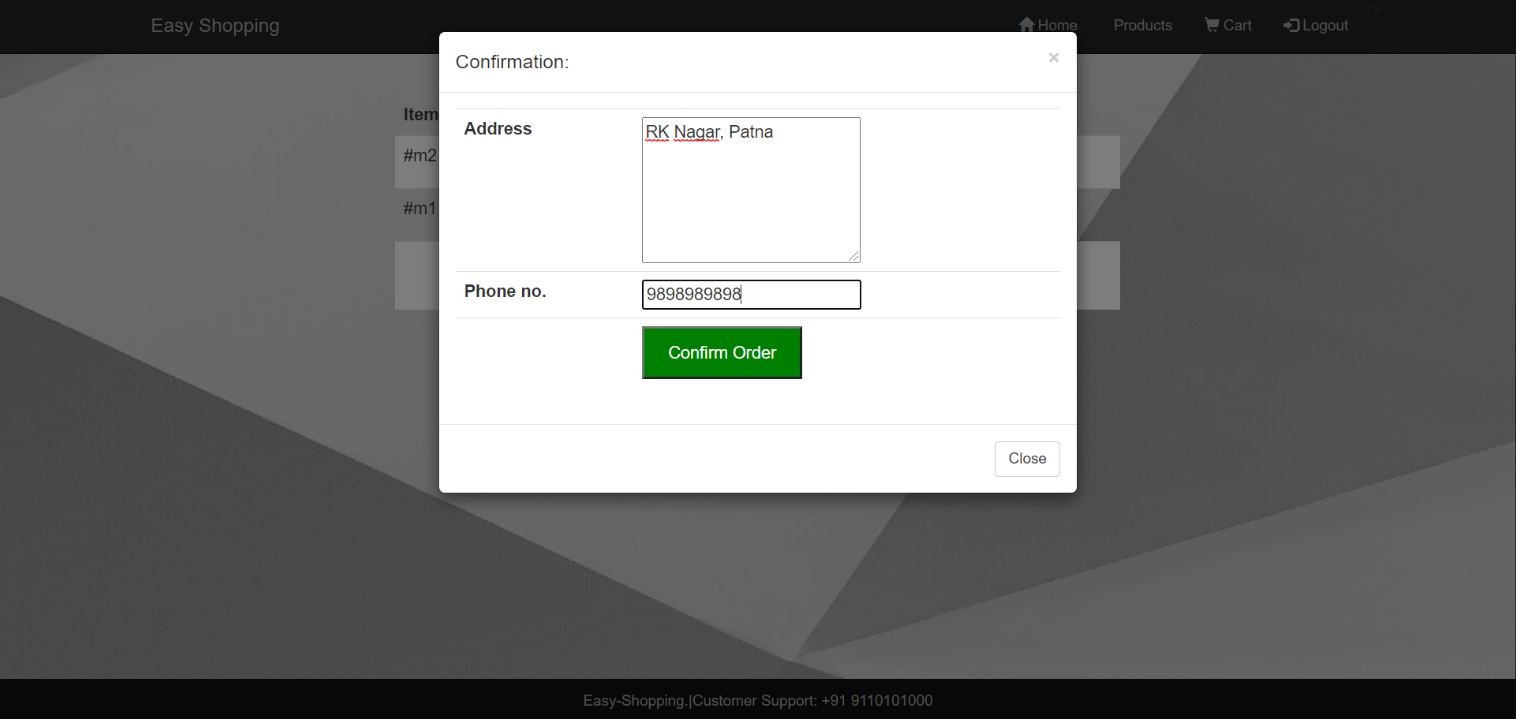 Easy Shopping
Home Products Cart Logout
?>
Confirmation:
×
Item
Address
RK Nagar, Patna
#m2
#m1
Phone no.
9898989898
Confirm Order
Close
Easy-Shopping.|Customer Support: +91 9110101000